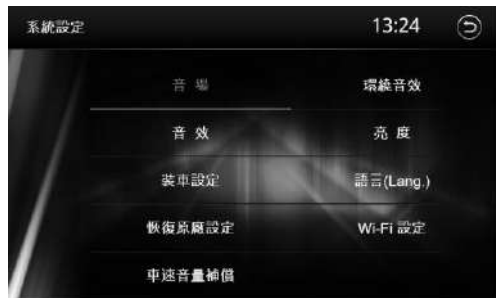 系統設定 13:24
音場 環繞音效
音效 亮度
裝車設定 語言(Lang.)
恢復原廠設定 Wi-Fi 設定
車速音量補償